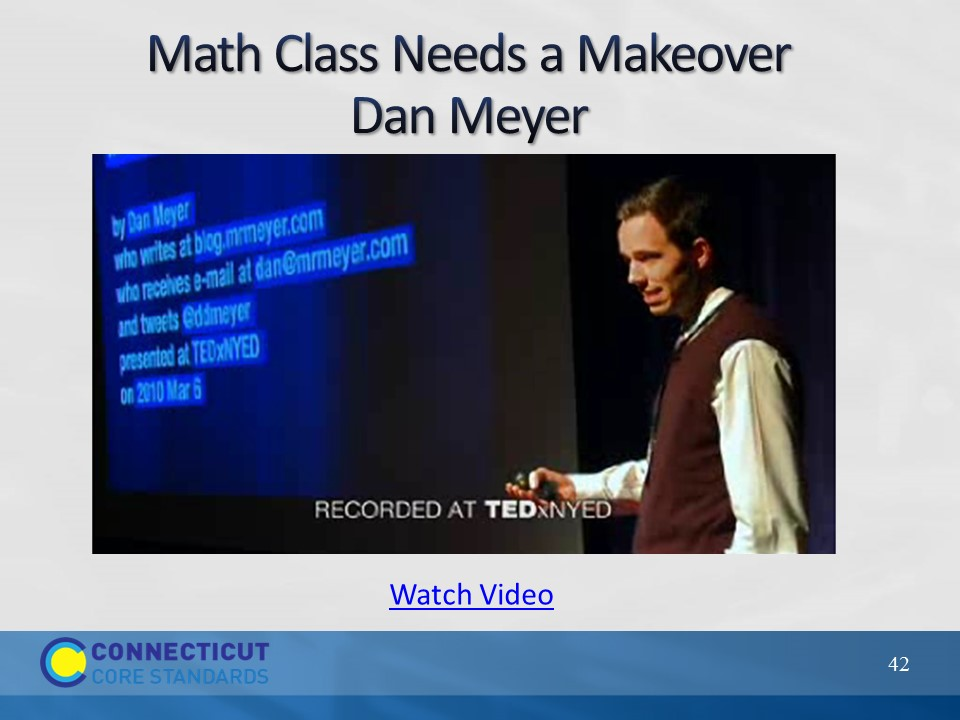 Math Class Needs a Makeover
Dan Meyer
by Dan Meyer
who writes at blog.mrmeyer.com
who receives e-mail at dan@mrmeyer.com
and tweets @ddmeyer
presented at TEDxNYED
on 2010 Mar 6
RECORDED AT TEDxNYED
Watch Video
CONNECTICUT
CORE STANDARDS
42